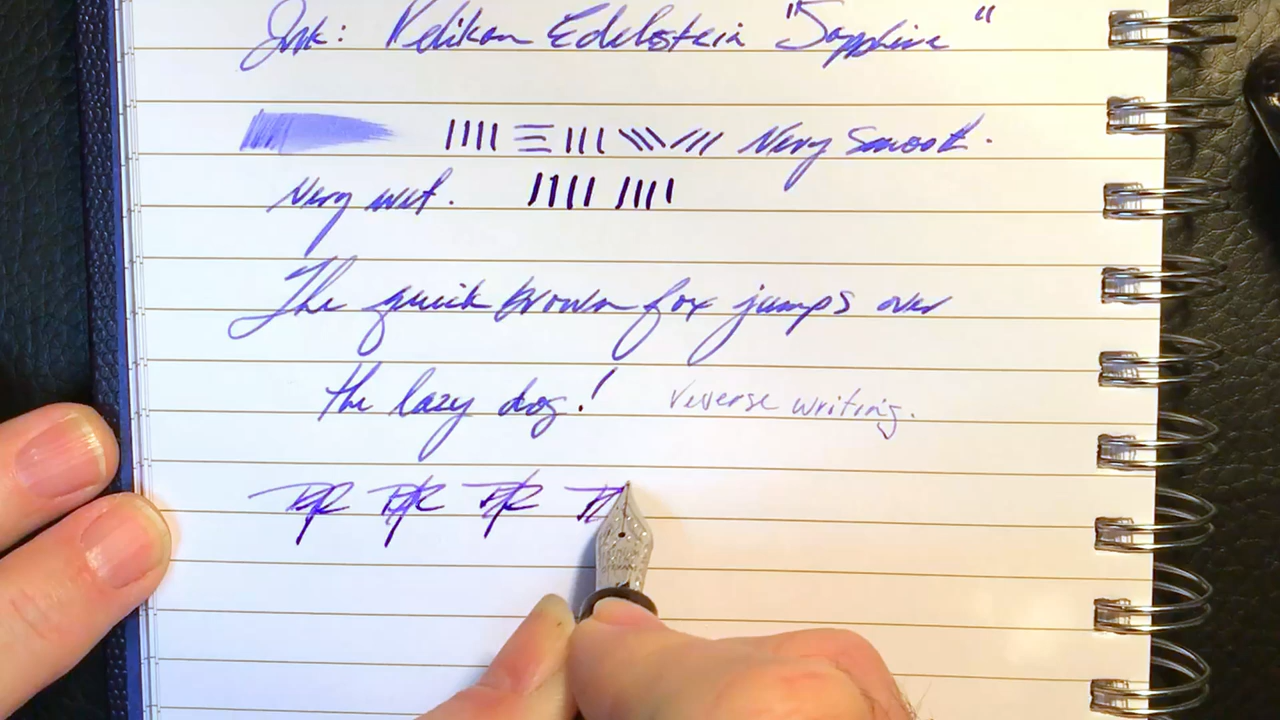 Ink: Pelikan Edelstein "Sapphire"
Very Smooth.
Very wet.
The quick brown fox jumps over
the lazy dog! reverse writing.